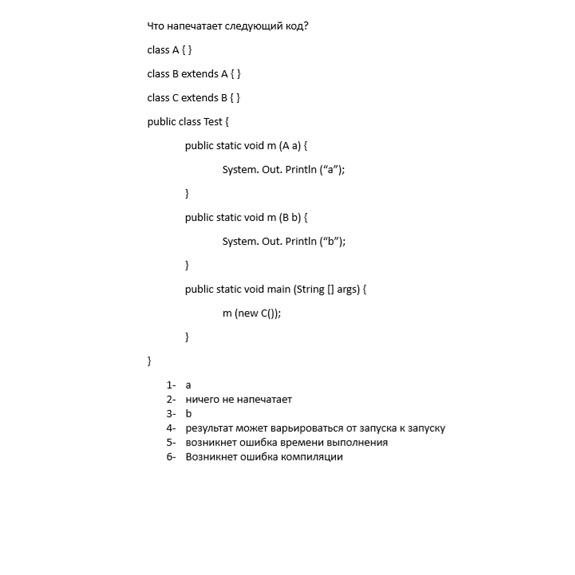 Что напечатает следующий код?
class A { }
class B extends A { }
class C extends B { }
public class Test {
public static void m (A a) {
System. Out. Println (“a”);
}
public static void m (B b) {
System. Out. Println (“b”);
}
public static void main (String [] args) {
m (new C());
}
}
1- a
2- ничего не напечатает
3- b
4- результат может варьироваться от запуска к запуску
5- возникнет ошибка времени выполнения
6- Возникнет ошибка компиляции